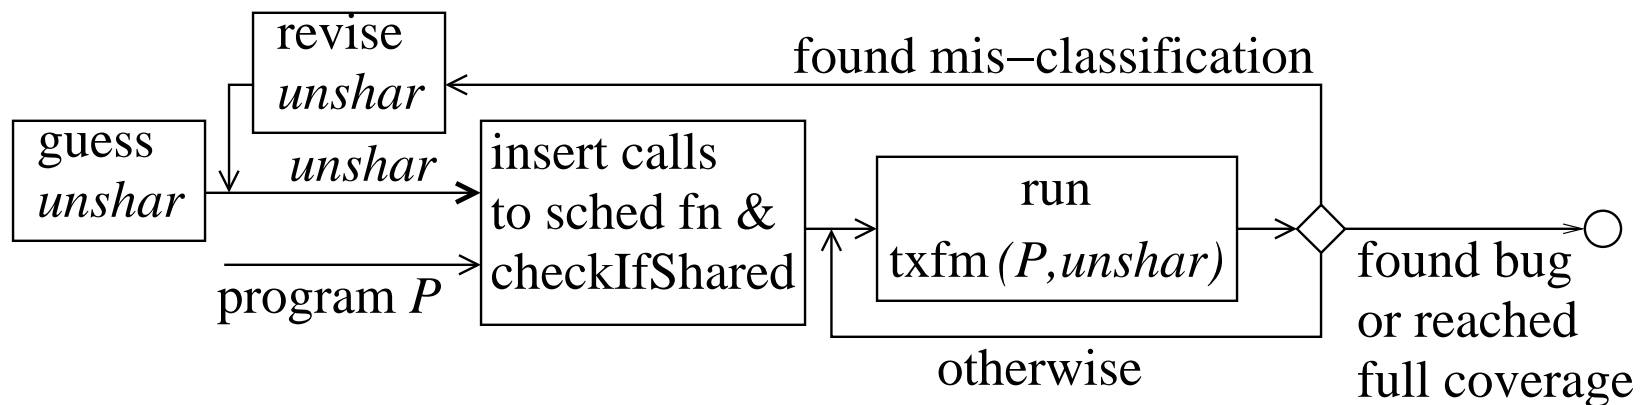 revise
unshar
found mis−classification
guess
unshar
unshar
insert calls
to sched fn &
checkIfShared
program P
run
txfm(P,unshar)
otherwise
found bug
or reached
full coverage